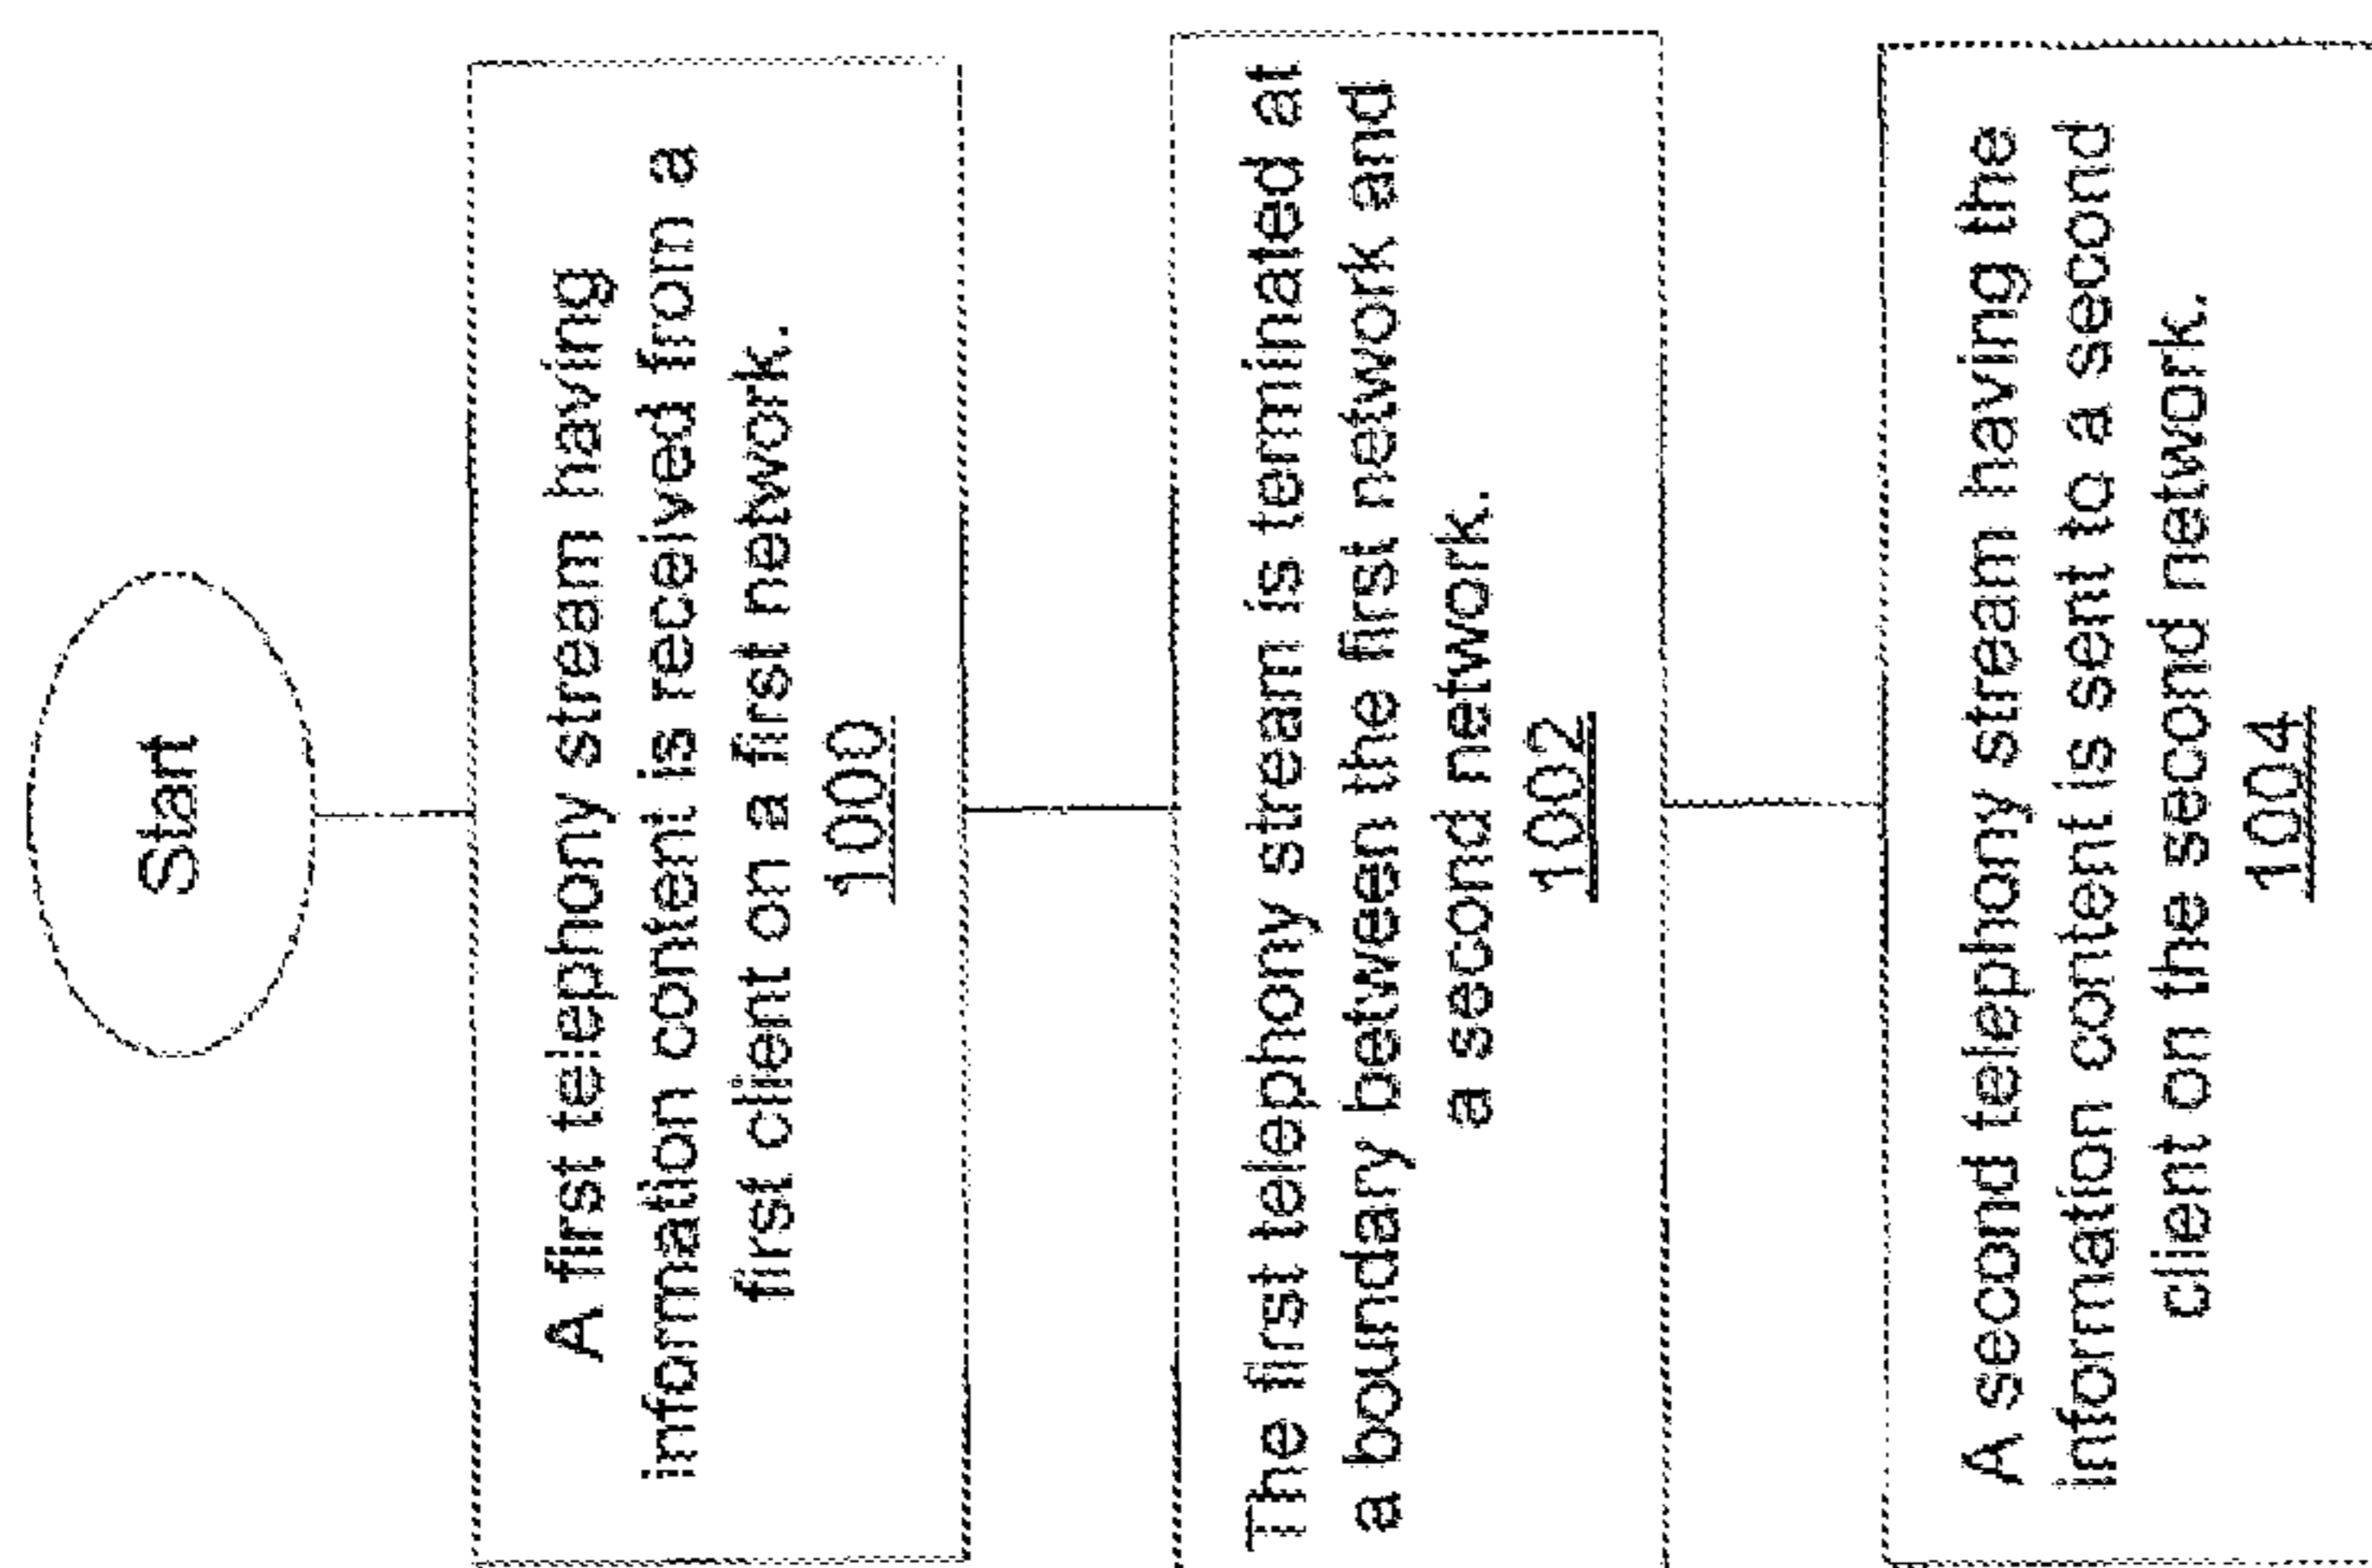 Start
A first telephony stream having
information content is received from a
first client on a first network.
1000
The first telephony stream is terminated at
a boundary between the first network and
a second network.
1002
A second telephony stream having the
information content is sent to a second
client on the second network.
1004